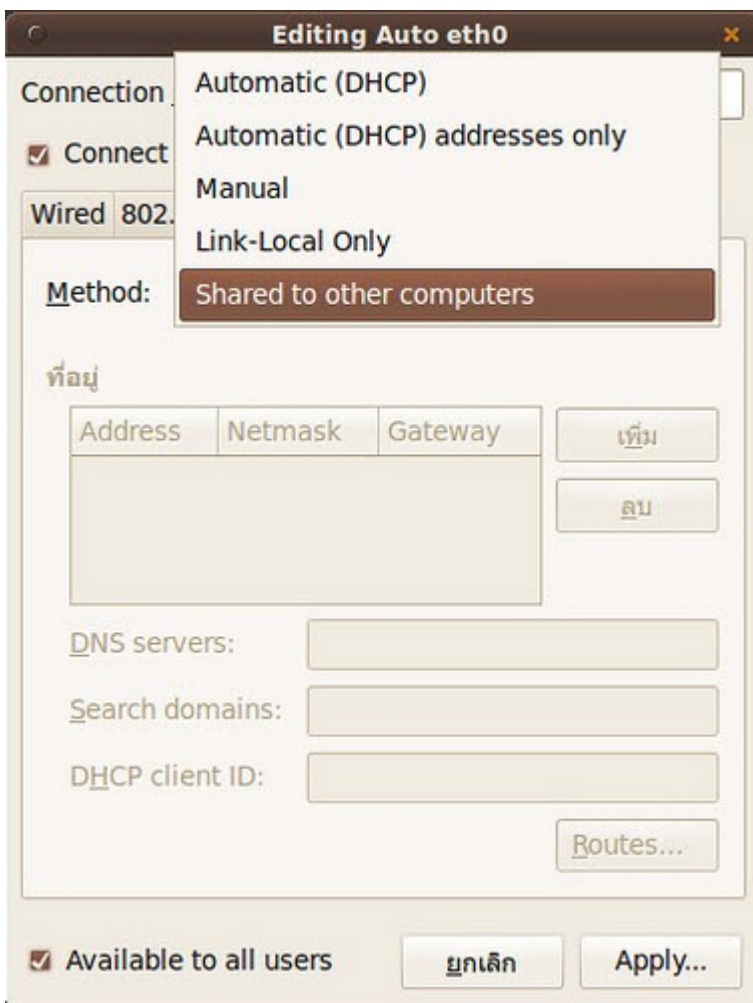 Editing Auto eth0
Connection
Automatic (DHCP)
Connect
Automatic (DHCP) addresses only
Manual
Wired 802.
Link-Local Only
Method: Shared to other computers
ที่อยู่
Address Netmask Gateway
เพิ่ม
ลบ
DNS servers:
Search domains:
DHCP client ID:
Routes...
Available to all users
ยกเลิก
Apply...